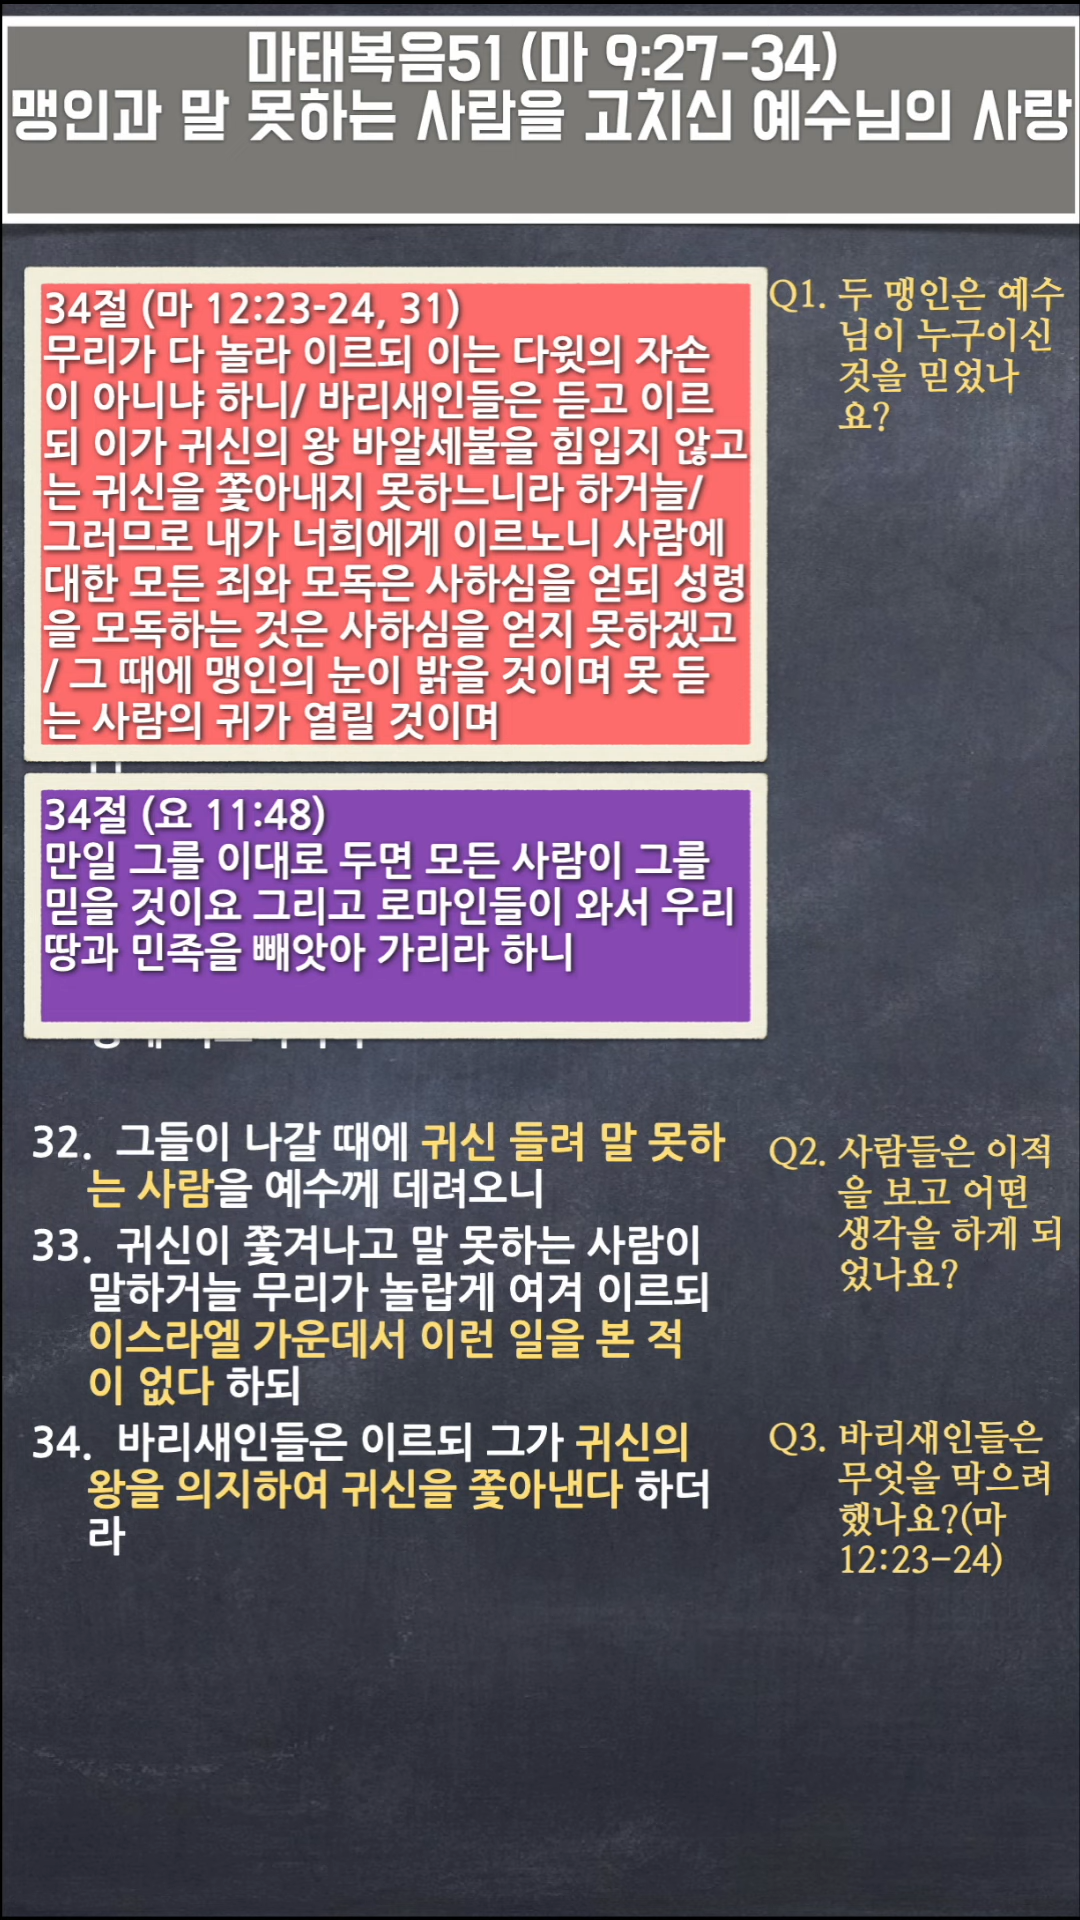 마태복음51 (마 9:27-34)
맹인과 말 못하는 사람을 고치신 예수님의 사랑
34절 (마 12:23-24, 31)
무리가 다 놀라 이르되 이는 다윗의 자손
이 아니냐 하니/ 바리새인들은 듣고 이르
되 이가 귀신의 왕 바알세불을 힘입지 않고
는 귀신을 쫓아내지 못하느니라 하거늘/
그러므로 내가 너희에게 이르노니 사람에
대한 모든 죄와 모독은 사하심을 얻되 성령
을 모독하는 것은 사하심을 얻지 못하겠고
/ 그 때에 맹인의 눈이 밝을 것이며 못 듣
는 사람의 귀가 열릴 것이며
34절 (요 11:48)
만일 그를 이대로 두면 모든 사람이 그를
믿을 것이요 그리고 로마인들이 와서 우리
땅과 민족을 빼앗아 가리라 하니
32. 그들이 나갈 때에 귀신 들려 말 못하
는 사람을 예수께 데려오니
33. 귀신이 쫓겨나고 말 못하는 사람이
말하거늘 무리가 놀랍게 여겨 이르되
이스라엘 가운데서 이런 일을 본 적
이 없다 하되
34. 바리새인들은 이르되 그가 귀신의
왕을 의지하여 귀신을 쫓아낸다 하더
라
Q1. 두 맹인은 예수
님이 누구이신
것을 믿었나
요?
Q2. 사람들은 이적
을 보고 어떤
생각을 하게 되
었나요?
Q3. 바리새인들은
무엇을 막으려
했나요?(마
12:23-24)